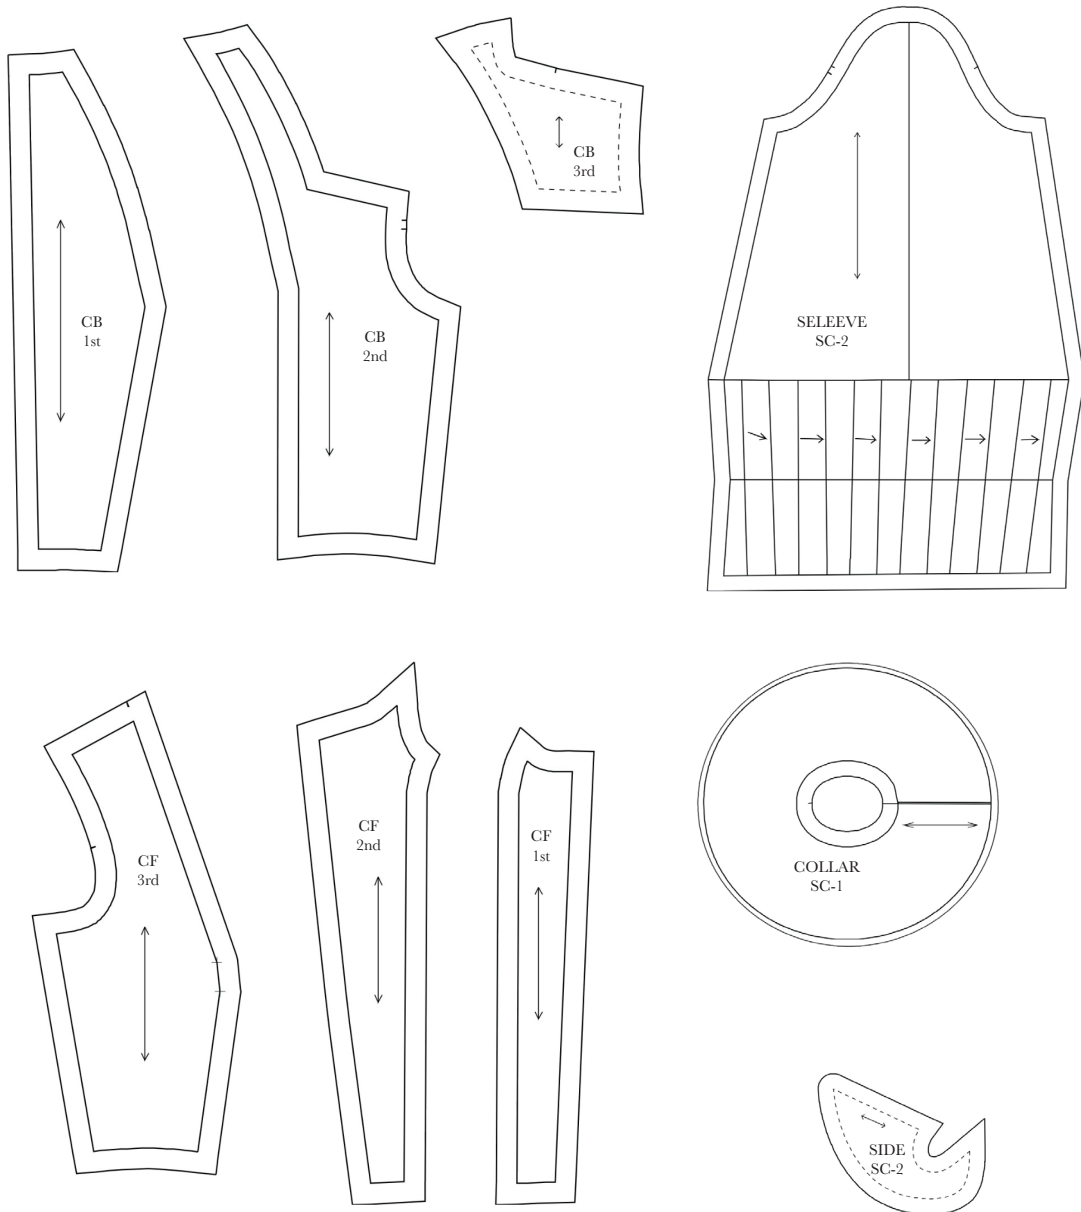 CB
1st
CB
2nd
CB
3rd
SELEEVE
SC-2
CF
3rd
CF
2nd
CF
1st
COLLAR
SC-1
SIDE
SC-2